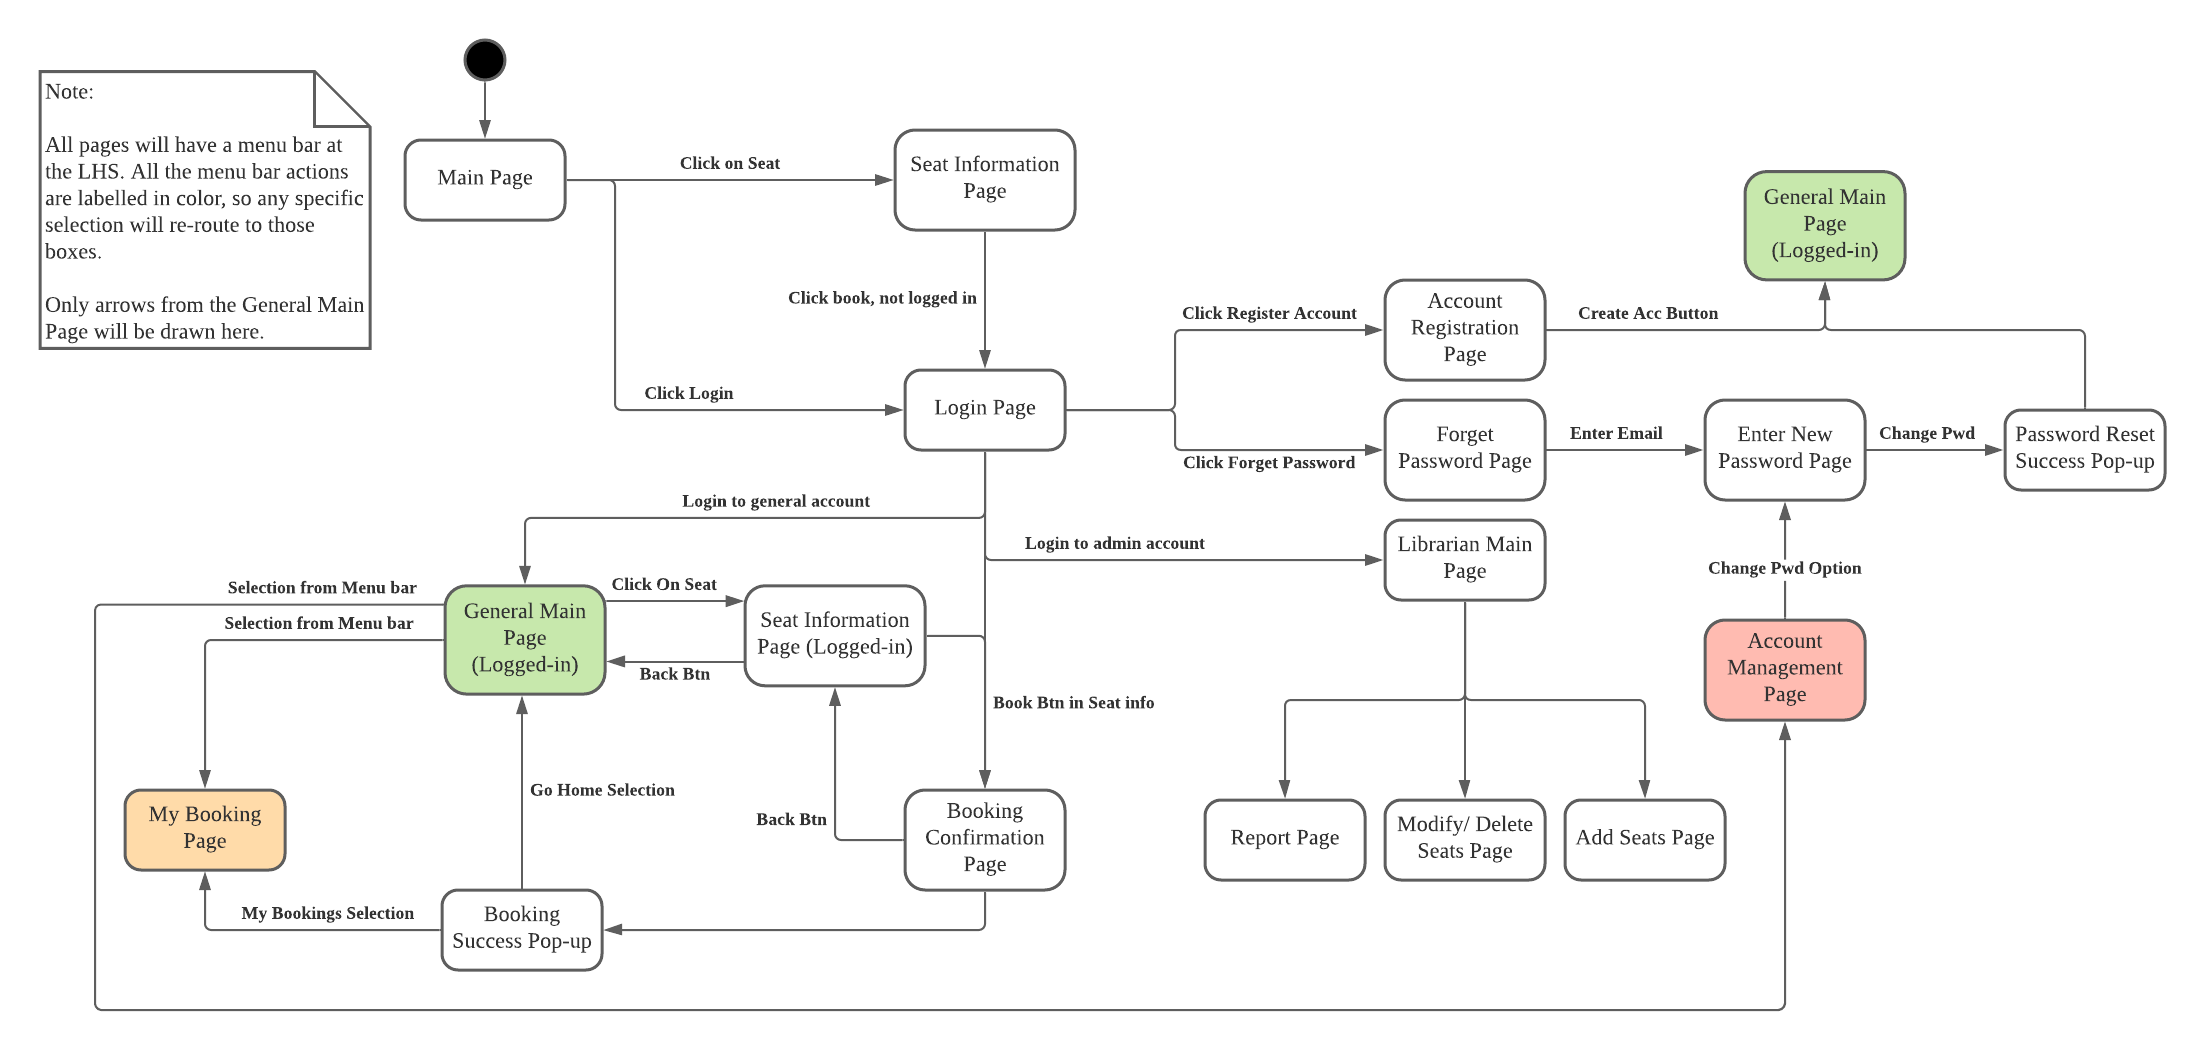 Note:
All pages will have a menu bar at
the LHS. All the menu bar actions
are labelled in color, so any specific
selection will re-route to those
boxes.
Only arrows from the General Main
Page will be drawn here.
Main Page
Click on Seat
Seat Information
Page
Click book, not logged in
Click Login
Login Page
Click Register Account
Account
Registration
Page
Create Acc Button
General Main
Page
(Logged-in)
Click Forget Password
Forget
Password Page
Enter Email
Enter New
Password Page
Change Pwd
Password Reset
Success Pop-up
Login to general account
Login to admin account
Librarian Main
Page
Change Pwd Option
Account
Management
Page
Selection from Menu bar
Selection from Menu bar
General Main
Page
(Logged-in)
Click On Seat
Seat Information
Page (Logged-in)
Back Btn
Book Btn in Seat info
Go Home Selection
Back Btn
My Booking
Page
Booking
Confirmation
Page
Report Page
Modify/ Delete
Seats Page
Add Seats Page
My Bookings Selection
Booking
Success Pop-up